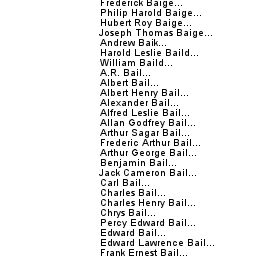 Frederick Baige...
Philip Harold Baige...
Hubert Roy Baige...
Joseph Thomas Baige...
Andrew Baik...
Harold Leslie Baild...
William Baild...
A.R. Bail...
Albert Bail...
Albert Henry Bail...
Alexander Bail...
Alfred Leslie Bail...
Allan Godfrey Bail...
Arthur Sagar Bail...
Frederic Arthur Bail...
Arthur George Bail...
Benjamin Bail...
Jack Cameron Bail...
Carl Bail...
Charles Bail...
Charles Henry Bail...
Chrys Bail...
Percy Edward Bail...
Edward Bail...
Edward Lawrence Bail...
Frank Ernest Bail...